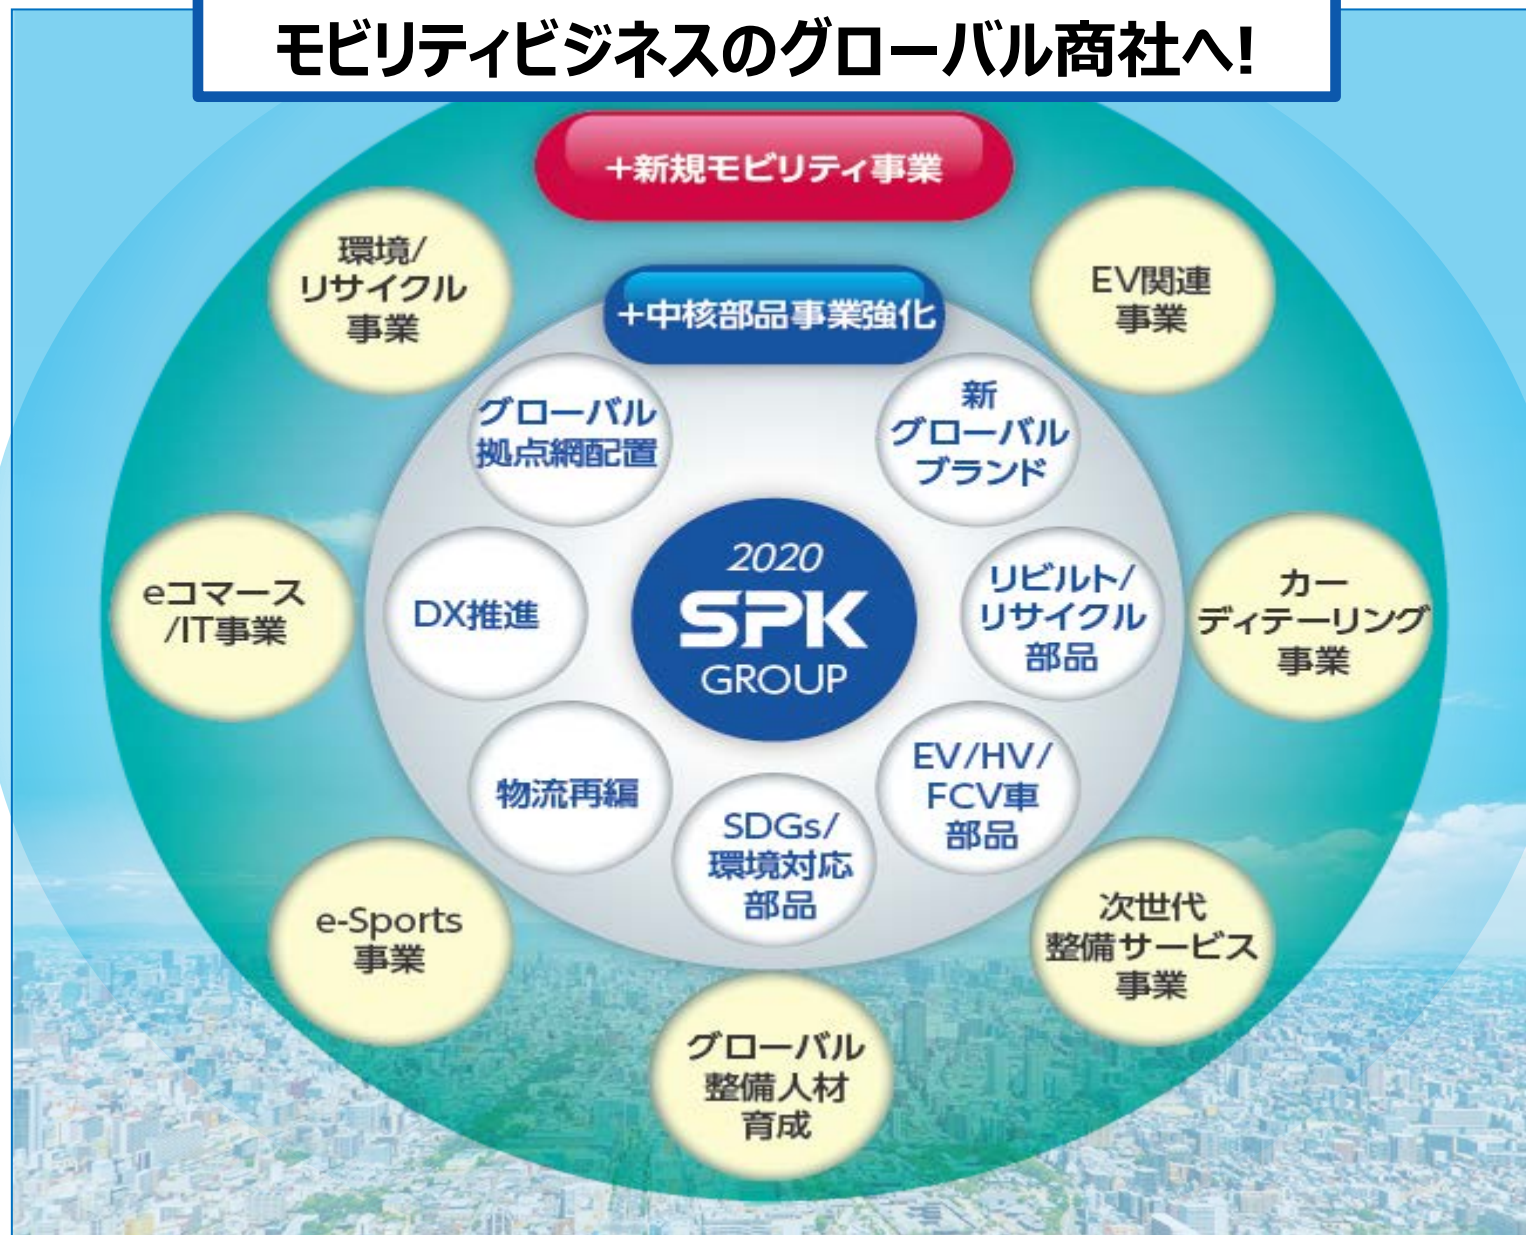 モビリティビジネスのグローバル商社へ!
+新規モビリティ事業
環境/
リサイクル
事業
EV関連
事業
+中核部品事業強化
グローバル
拠点網配置
新
グローバル
ブランド
eコマース
/IT事業
DX推進
2020
SPK
GROUP
リビルト/
リサイクル
部品
カー
ディテーリング
事業
物流再編
SDGs/
環境対応
部品
EV/HV/
FCV車
部品
e-Sports
事業
グローバル
整備人材
育成
次世代
整備サービス
事業